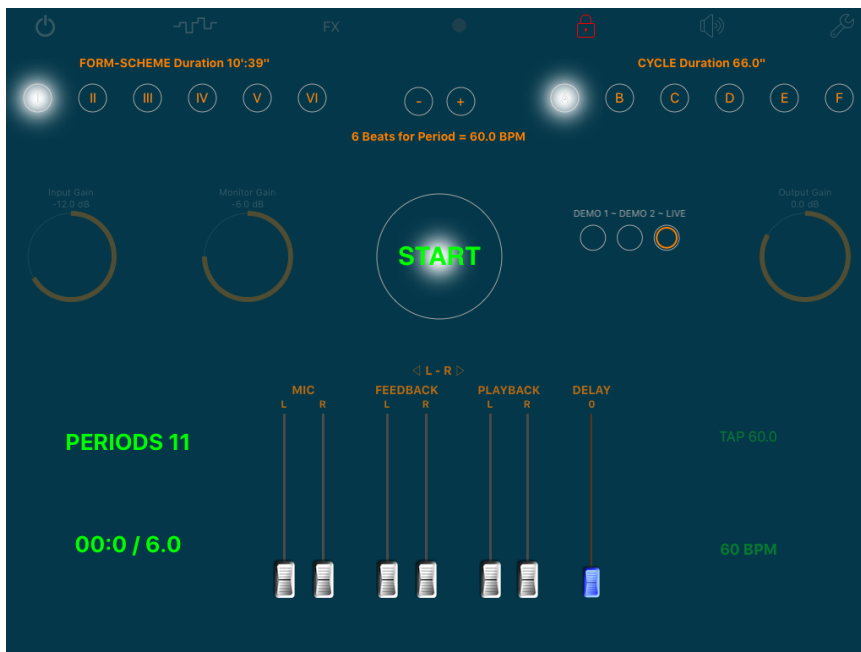 FX
FORM-SCHEME Duration 10':39"
CYCLE Duration 66.0"
I II III IV V VI
- +
A B C D E F
6 Beats for Period = 60.0 BPM
Input Gain
-12.0 dB
Monitor Gain
-6.0 dB
START
DEMO 1 ~ DEMO 2 ~ LIVE
Output Gain
0.0 dB
L - R
MIC FEEDBACK PLAYBACK DELAY
L R L R L R 0
PERIODS 11
TAP 60.0
00:0 / 6.0
60 BPM